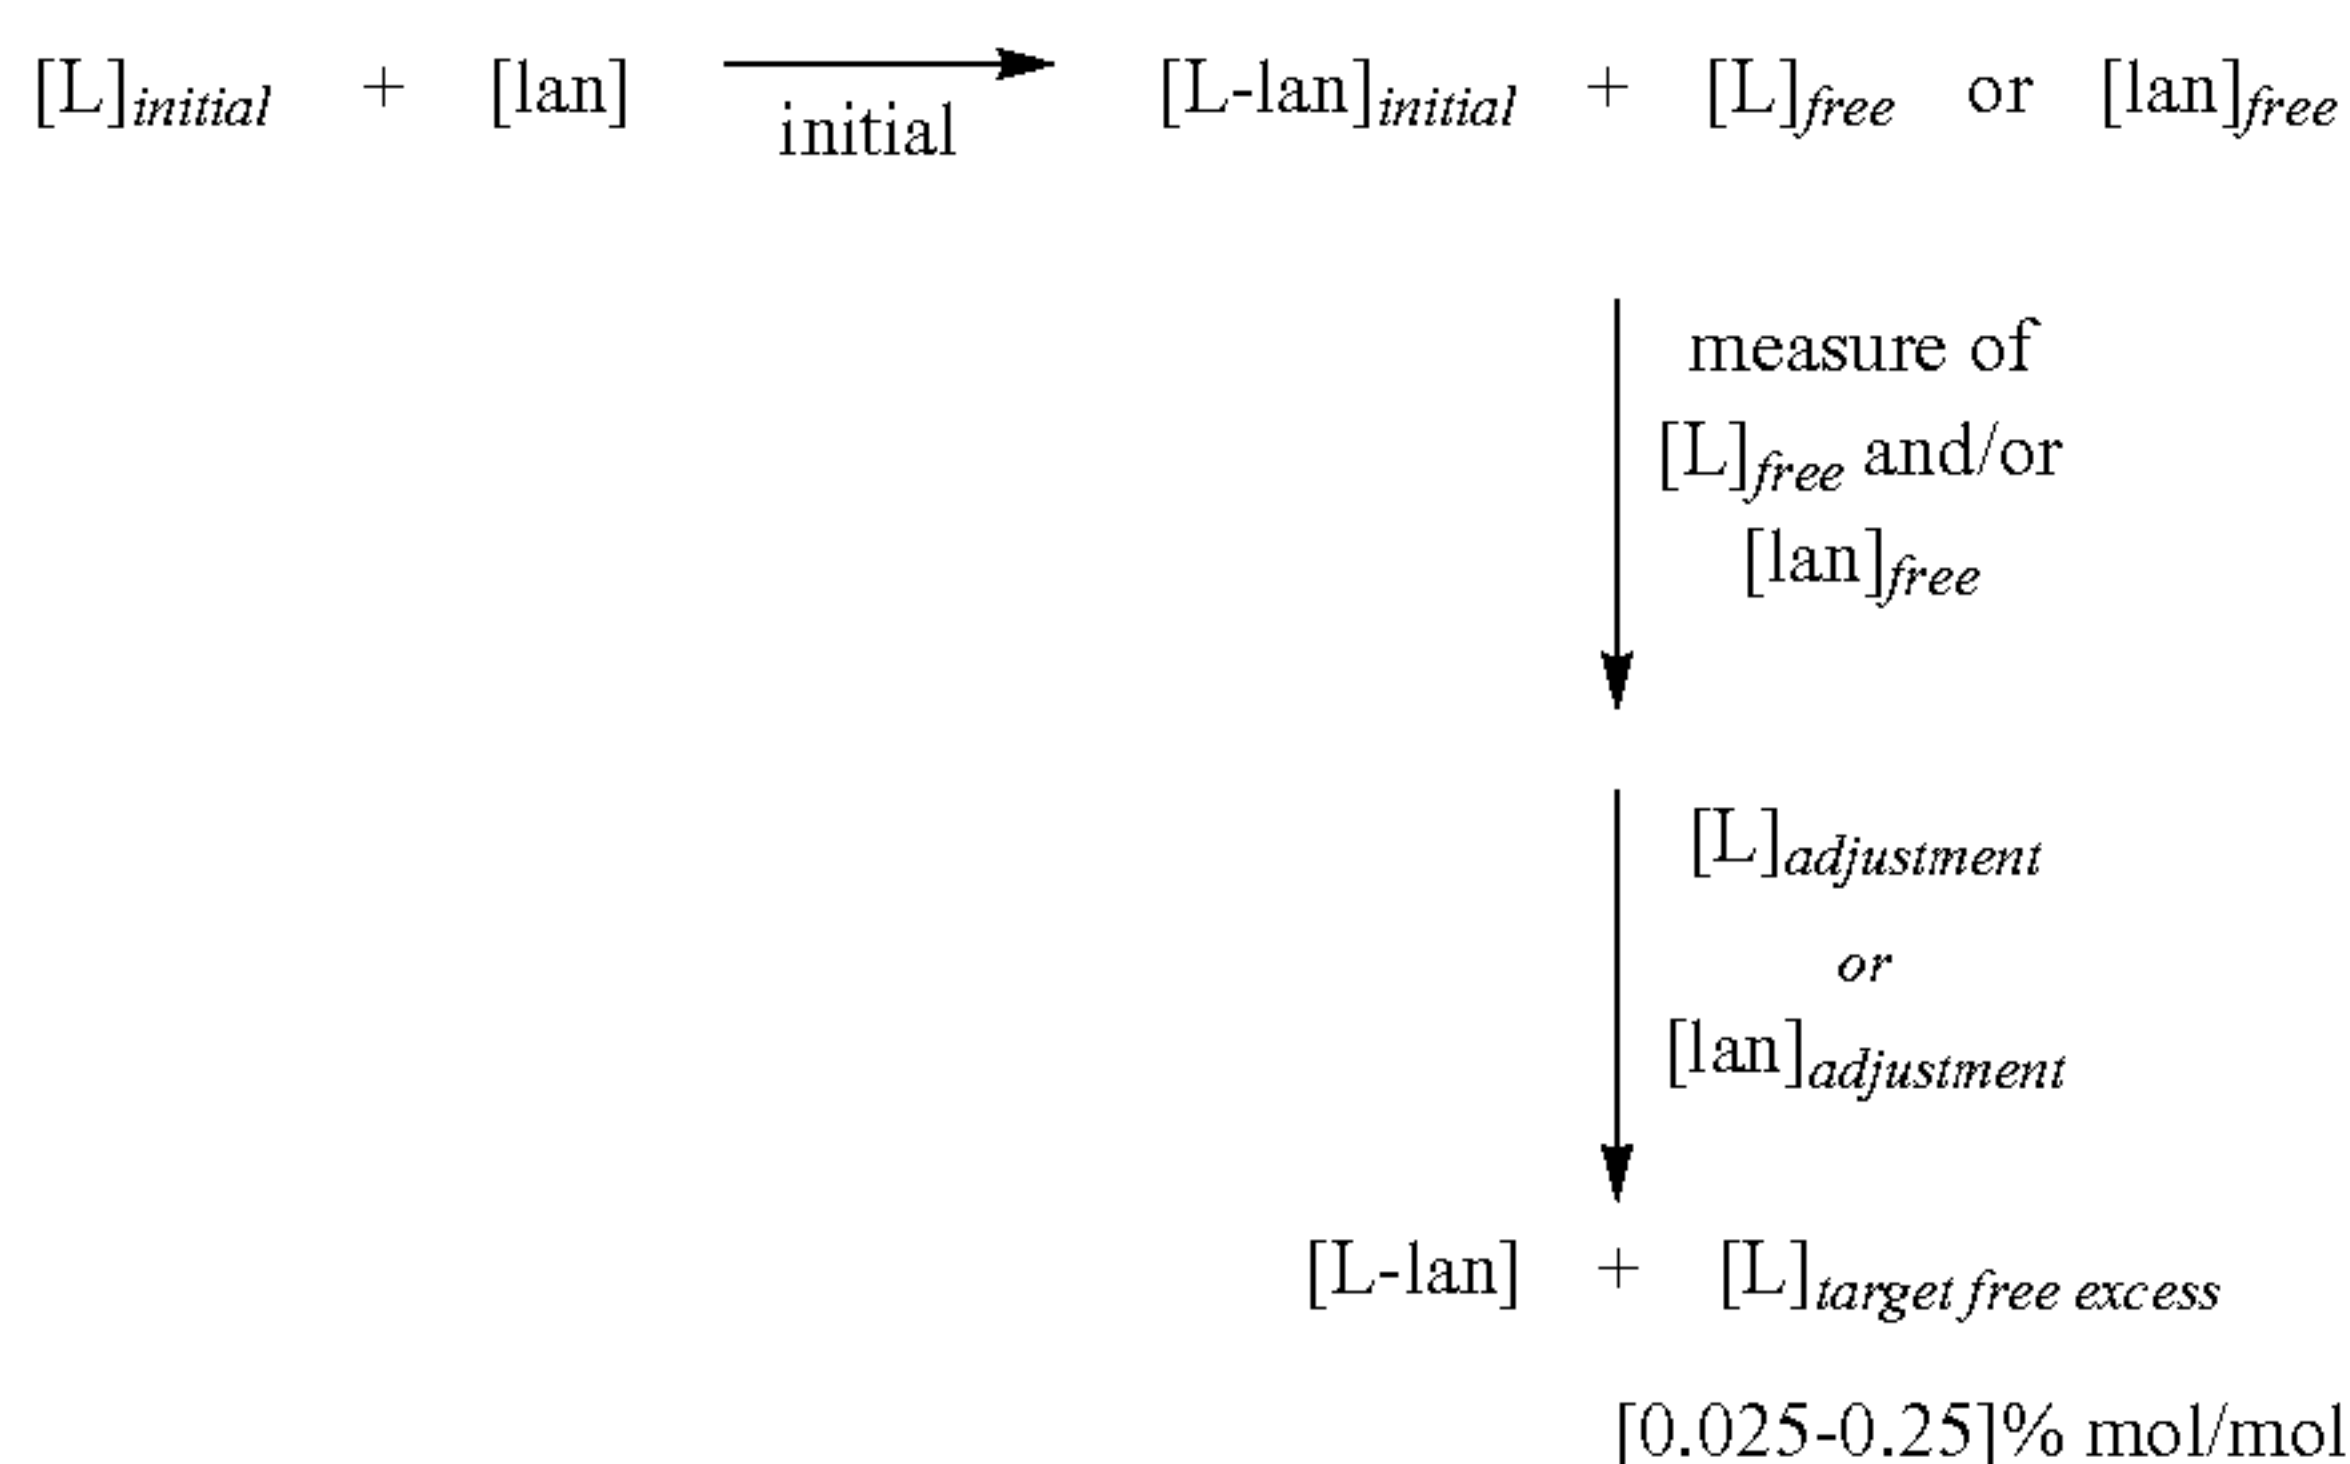 [L]initial + [lan] initial [L-lan]initial + [L]free or [lan]free
measure of
[L]free and/or
[lan]free
[L]adjustment
or
[lan]adjustment
[L-lan] + [L]target free excess
[0.025-0.25]% mol/mol